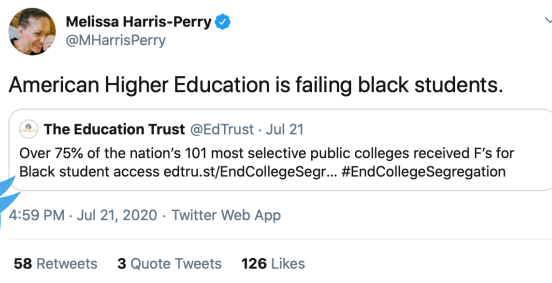 Melissa Harris-Perry
@MHarrisPerry
American Higher Education is failing black students.
The Education Trust @EdTrust · Jul 21
Over 75% of the nation's 101 most selective public colleges received F's for
Black student access edtru.st/EndCollegeSegr... #EndCollegeSegregation
4:59 PM · Jul 21, 2020 · Twitter Web App
58 Retweets 3 Quote Tweets 126 Likes